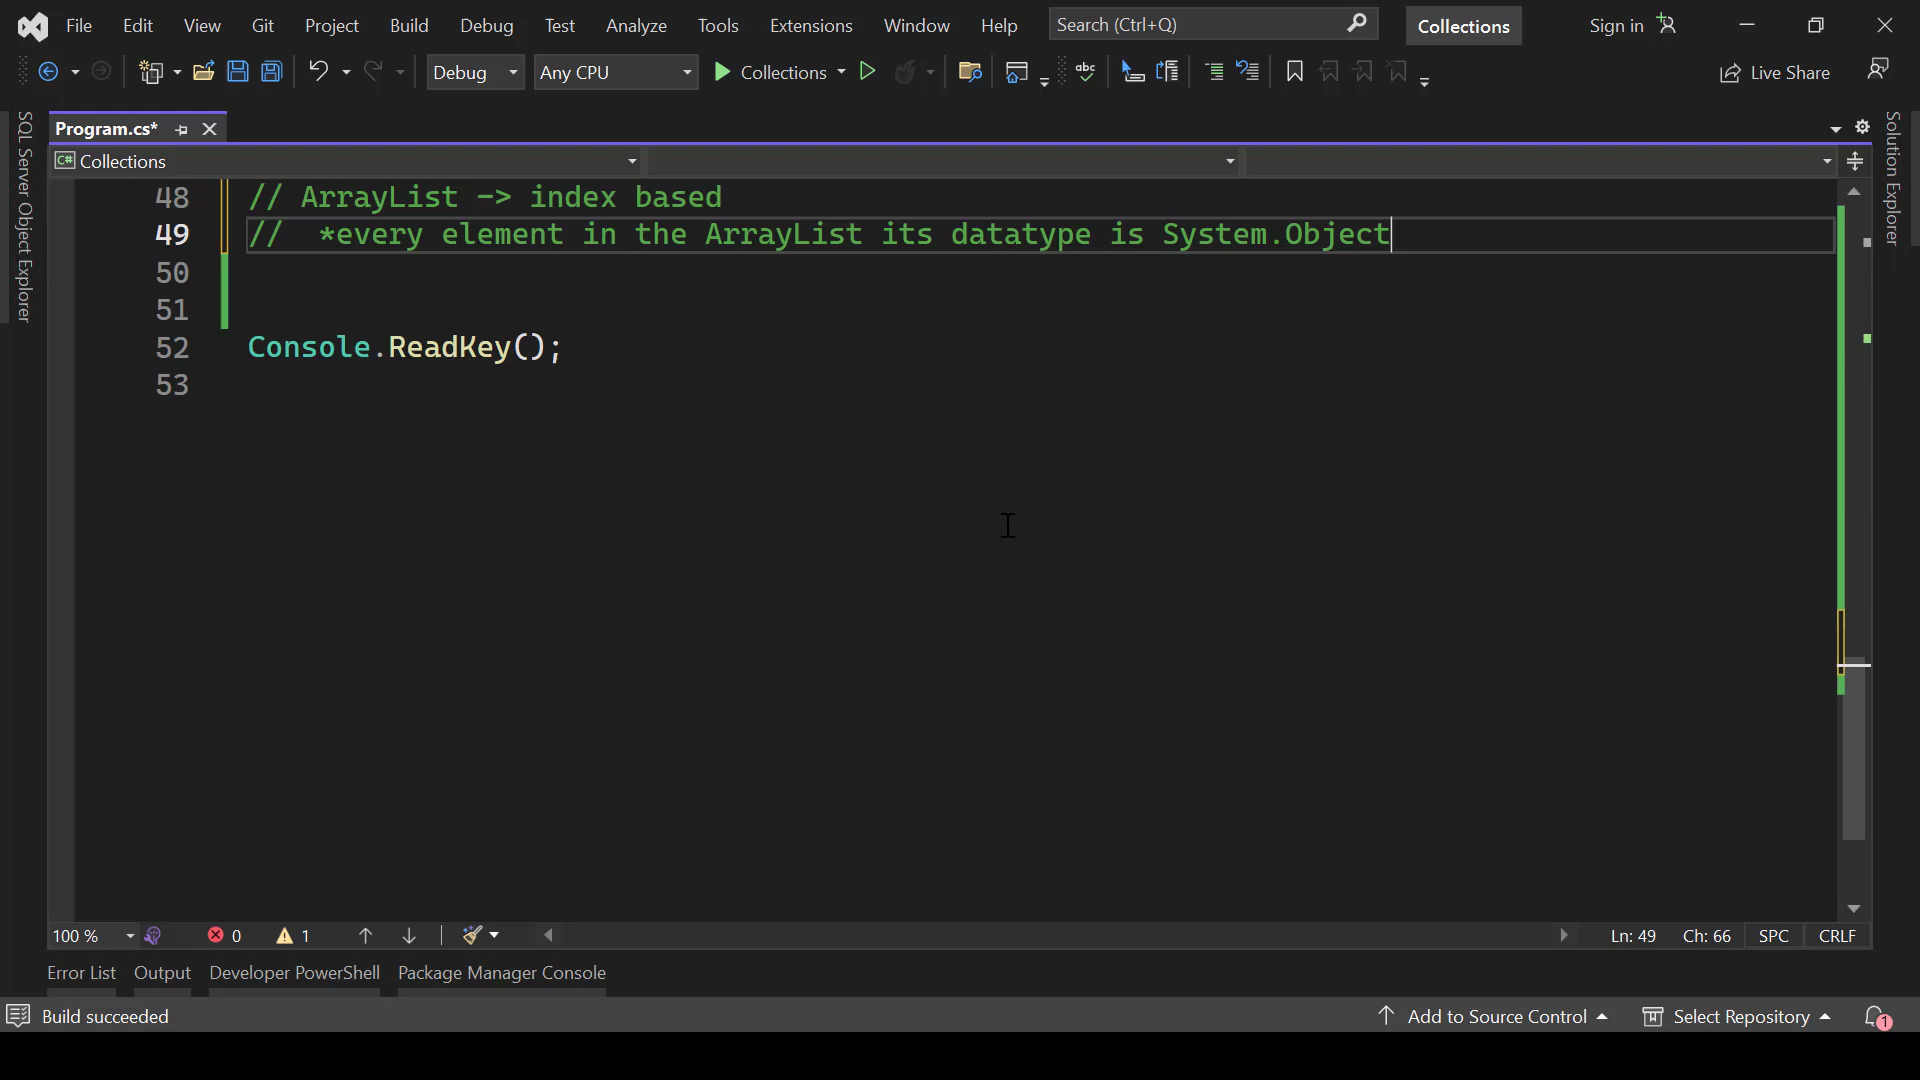 File Edit View Git Project Build Debug Test Analyze Tools Extensions Window Help Search (Ctrl+Q) Collections Sign in
Debug Any CPU Collections abc Live Share
SQL Server Object Explorer
Program.cs*
Solution Explorer
C# Collections
48 // ArrayList -> index based
49 //  *every element in the ArrayList its datatype is System.Object
50
51
52 Console.ReadKey();
53
100 % 0 1 Ln: 49 Ch: 66 SPC CRLF
Error List Output Developer PowerShell Package Manager Console
Build succeeded Add to Source Control Select Repository 1